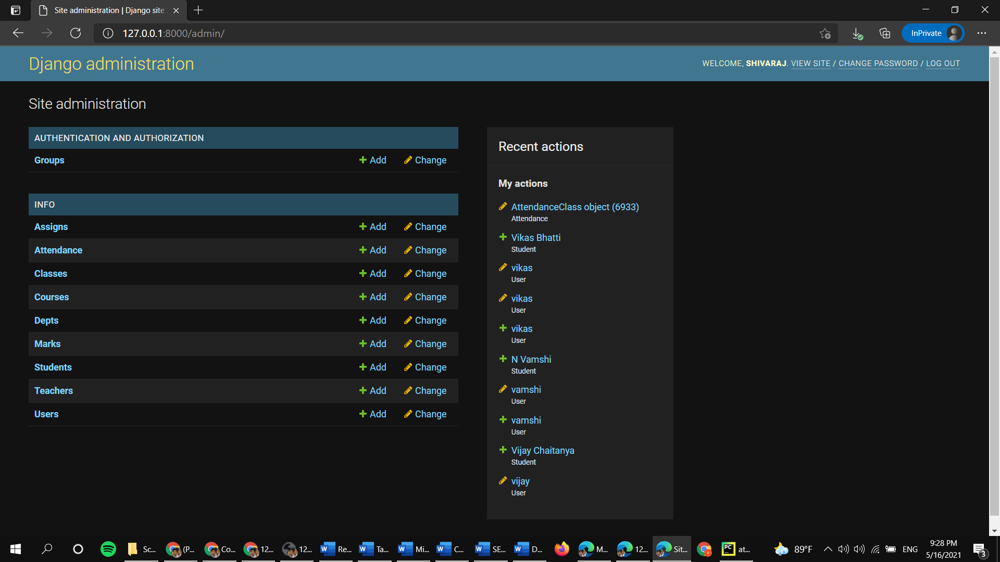 Site administration | Django site
127.0.0.1:8000/admin/
InPrivate
Django administration
WELCOME, SHIVARAJ. VIEW SITE / CHANGE PASSWORD / LOG OUT
Site administration
AUTHENTICATION AND AUTHORIZATION
Groups Add Change
INFO
Assigns Add Change
Attendance Add Change
Classes Add Change
Courses Add Change
Depts Add Change
Marks Add Change
Students Add Change
Teachers Add Change
Users Add Change
Recent actions
My actions
AttendanceClass object (6933)
Attendance
Vikas Bhatti
Student
vikas
User
vikas
User
vikas
User
N Vamshi
Student
vamshi
User
vamshi
User
Vijay Chaitanya
Student
vijay
User
Sc... (P... Co... 12... 12... Re... Ta... Mi... C... SE... D... M... 12... Sit... at... 89°F ENG
9:28 PM
5/16/2021
3